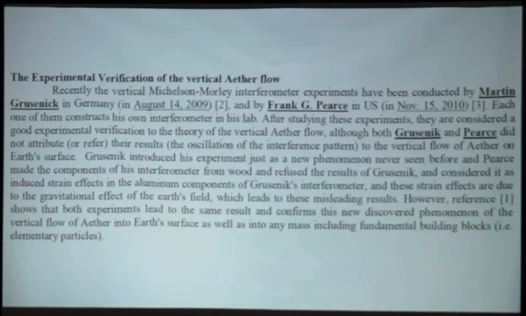 The Experimental Verification of the vertical Aether flow
Recently the vertical Michelson-Morley interferometer experiments have been conducted by Martin
Grusenick in Germany (in August 14, 2009) [2], and by Frank G. Pearce in US (in Nov. 15, 2010) [3]. Each
one of them constructs his own interferometer in his lab. After studying these experiments, they are considered a
good experimental verification to the theory of the vertical Aether flow, although both Grusenik and Pearce did
not attribute (or refer) their results (the oscillation of the interference pattern) to the vertical flow of Aether on
Earth's surface. Grusenik introduced his experiment just as a new phenomenon never seen before and Pearce
made the components of his interferometer from wood and refused the results of Grusenik, and considered it as
induced strain effects in the aluminum components of Grusenik's interferometer, and these strain effects are due
to the gravitational effect of the earth's field, which leads to these misleading results. However, reference [1]
shows that both experiments lead to the same result and confirms this new discovered phenomenon of the
vertical flow of Aether into Earth's surface as well as into any mass including fundamental building blocks (i.e.
elementary particles).